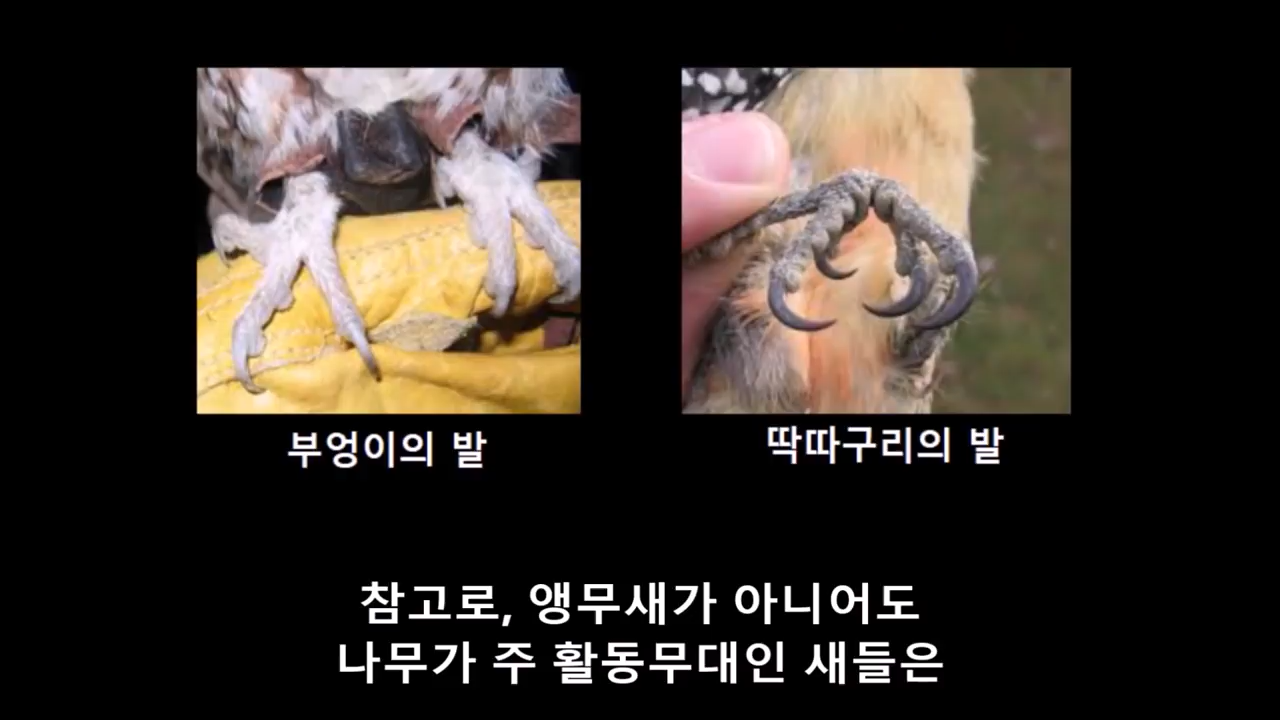 부엉이의 발
딱따구리의 발
참고로, 앵무새가 아니어도
나무가 주 활동무대인 새들은